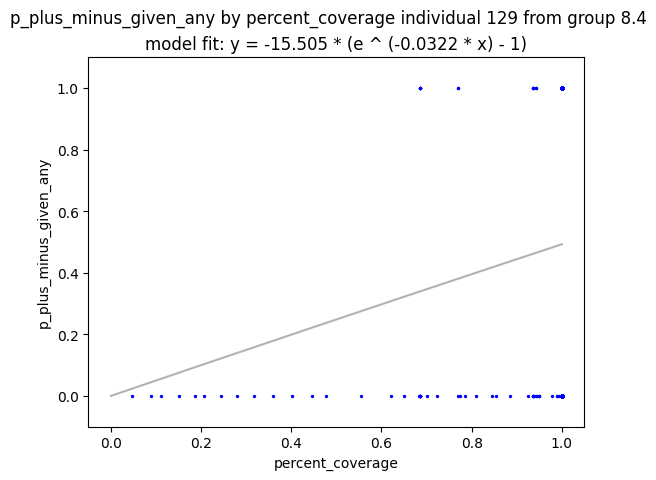 p_plus_minus_given_any by percent_coverage individual 129 from group 8.4
model fit: y = -15.505 * (e ^ (-0.0322 * x) - 1)
1.0
0.8
0.6
0.4
0.2
0.0
p_plus_minus_given_any
0.0 0.2 0.4 0.6 0.8 1.0
percent_coverage